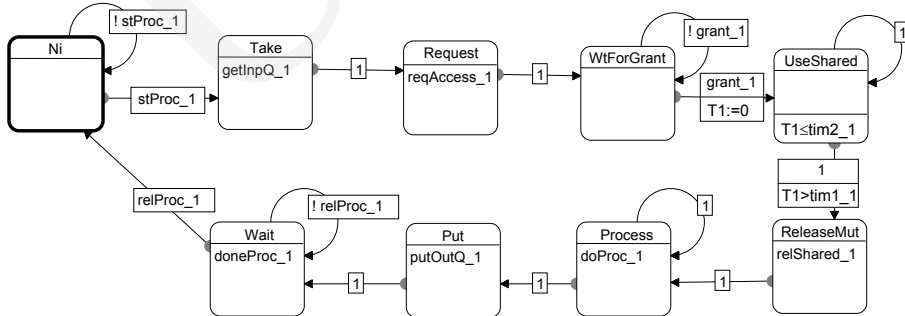 ! stProc_1
Ni
stProc_1
Take
getInpQ_1
1
Request
reqAccess_1
1
WtForGrant
! grant_1
grant_1
T1:=0
UseShared
T1≤tim2_1
1
1
T1>tim1_1
ReleaseMut
relShared_1
1
Process
doProc_1
1
1
Put
putOutQ_1
1
Wait
doneProc_1
! relProc_1
relProc_1